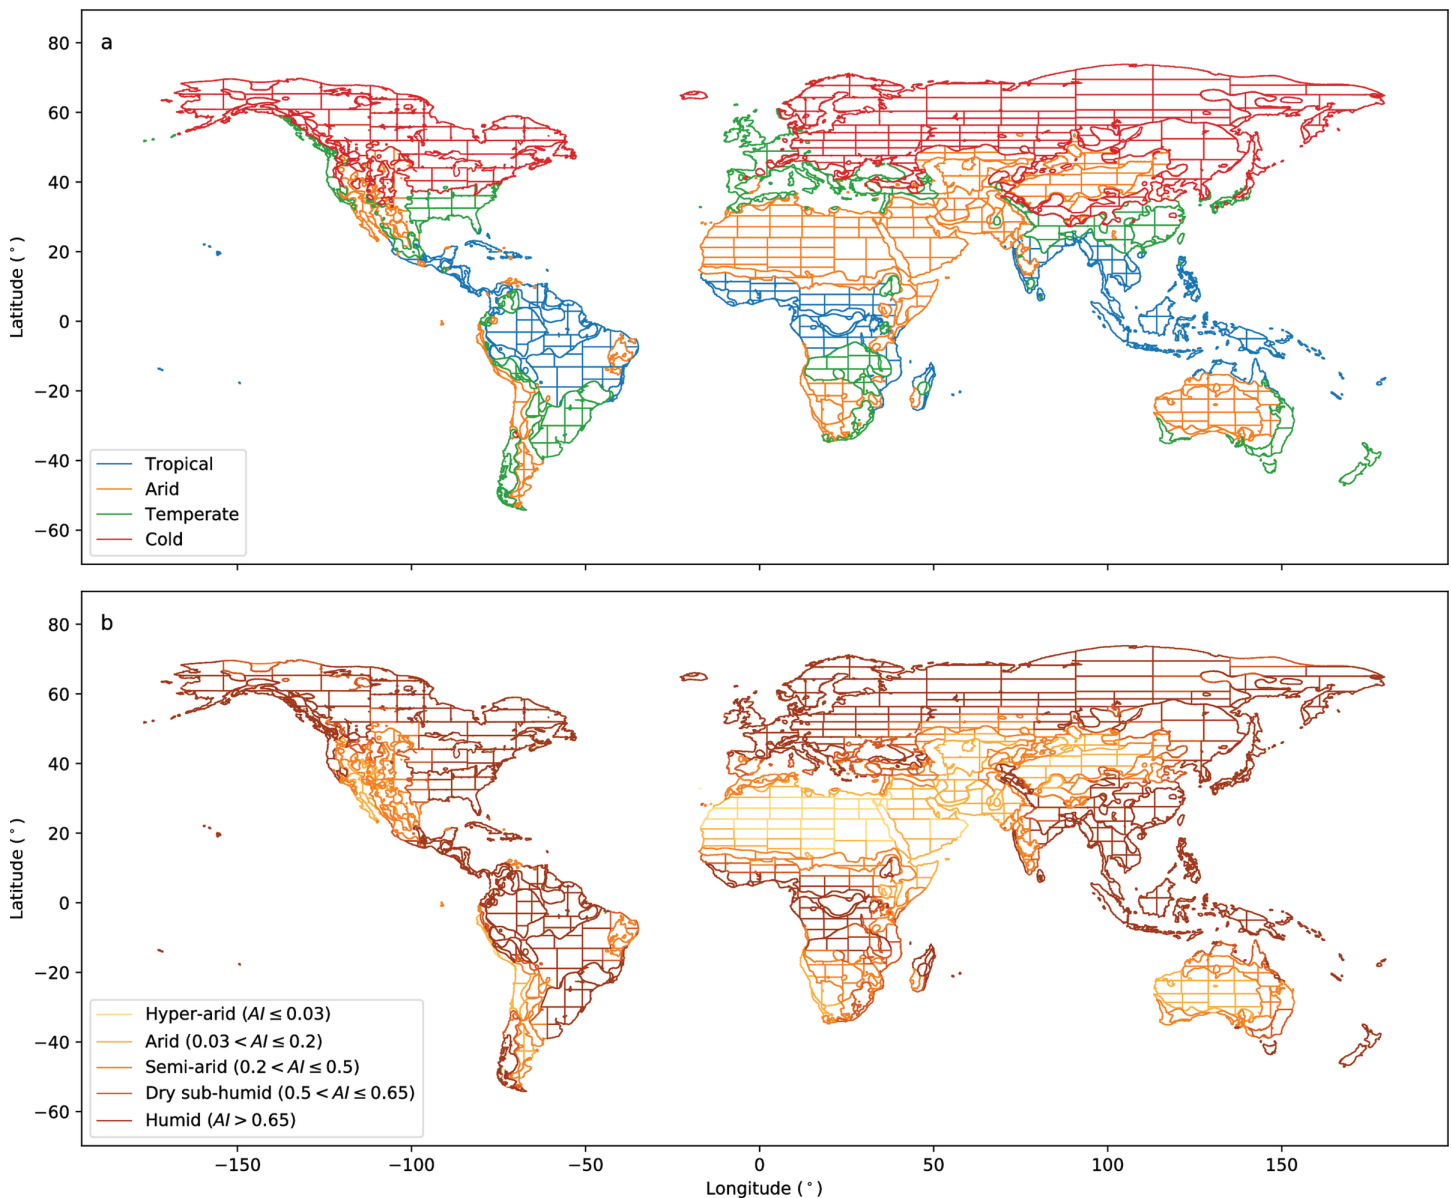 a
80
60
40
20
0
−20
−40
−60
Latitude (°)
Tropical
Arid
Temperate
Cold
b
80
60
40
20
0
−20
−40
−60
Latitude (°)
Hyper-arid (AI ≤ 0.03)
Arid (0.03 < AI ≤ 0.2)
Semi-arid (0.2 < AI ≤ 0.5)
Dry sub-humid (0.5 < AI ≤ 0.65)
Humid (AI > 0.65)
−150 −100 −50 0 50 100 150
Longitude (°)